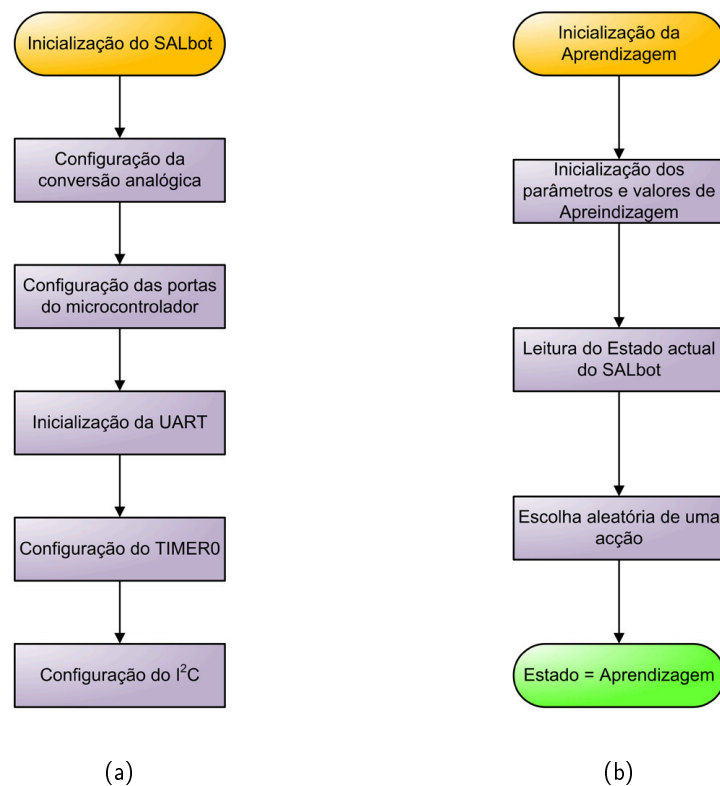 Inicialização do SALbot
Configuração da
conversão analógica
Configuração das portas
do microcontrolador
Inicialização da UART
Configuração do TIMER0
Configuração do I²C
(a)
Inicialização da
Aprendizagem
Inicialização dos
parâmetros e valores de
Apreindizagem
Leitura do Estado actual
do SALbot
Escolha aleatória de uma
acção
Estado = Aprendizagem
(b)